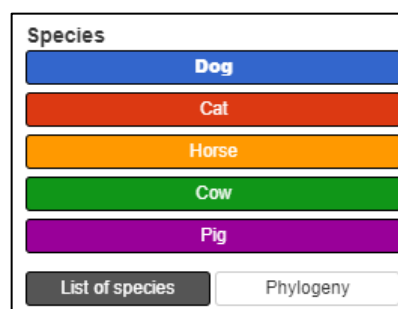 Species
Dog
Cat
Horse
Cow
Pig
List of species Phylogeny